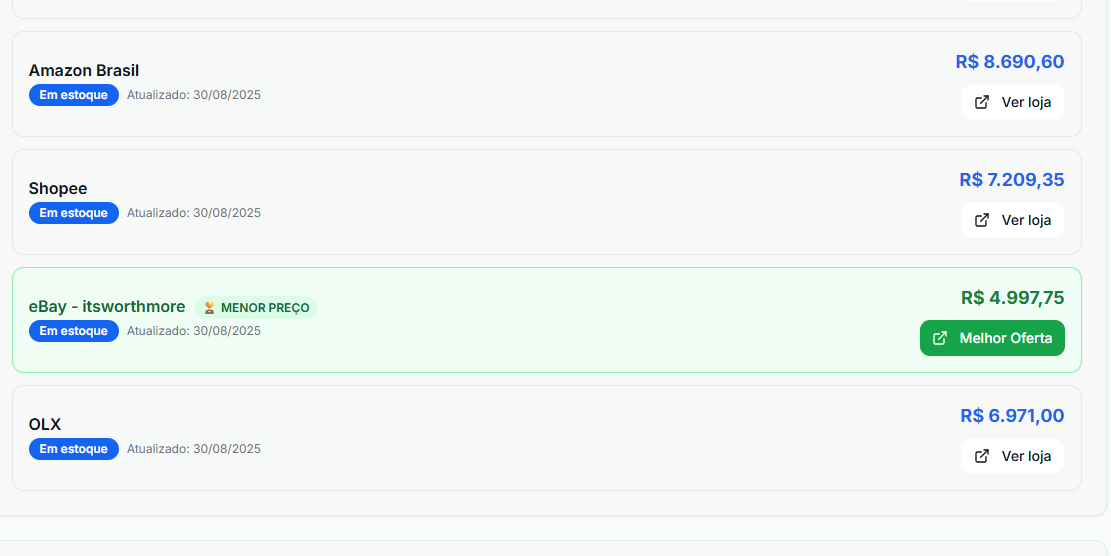 Amazon Brasil
R$ 8.690,60
Em estoque Atualizado: 30/08/2025
Ver loja
Shopee
R$ 7.209,35
Em estoque Atualizado: 30/08/2025
Ver loja
eBay - itsworthmore 🏆 MENOR PREÇO
R$ 4.997,75
Em estoque Atualizado: 30/08/2025
Melhor Oferta
OLX
R$ 6.971,00
Em estoque Atualizado: 30/08/2025
Ver loja